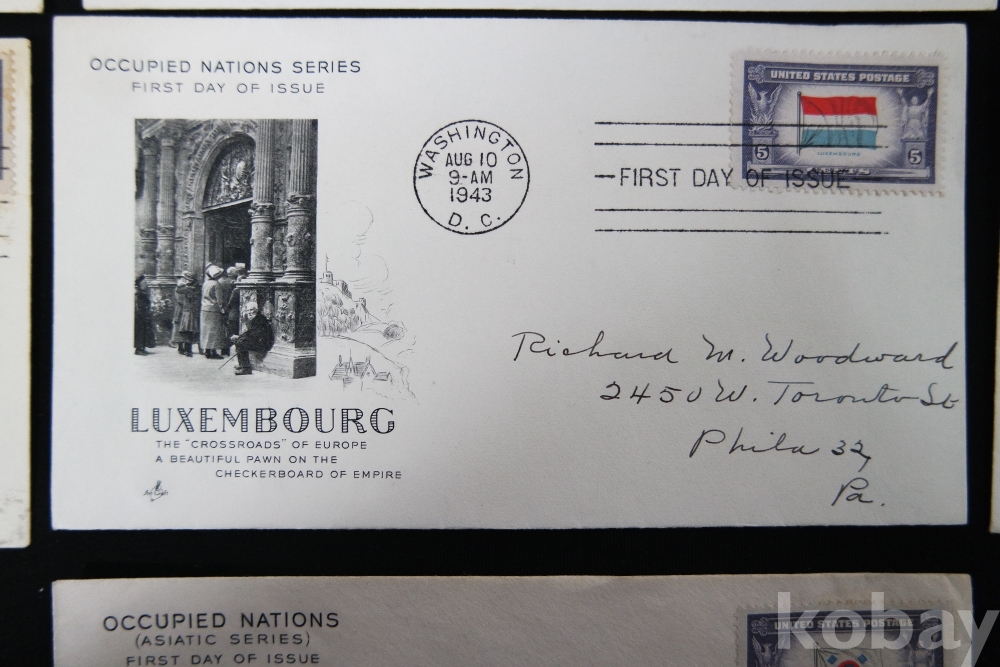 OCCUPIED NATIONS SERIES
FIRST DAY OF ISSUE
WASHINGTON
AUG 10
9-AM
1943
D. C.
UNITED STATES POSTAGE
LUXEMBOURG
5 5
FIRST DAY OF ISSUE
Richard M. Woodward
2450 W. Toronto St
Phila 32,
Pa.
LUXEMBOURG
THE "CROSSROADS" OF EUROPE
A BEAUTIFUL PAWN ON THE
CHECKERBOARD OF EMPIRE
OCCUPIED NATIONS
(ASIATIC SERIES)
FIRST DAY OF ISSUE
UNITED STATES POSTAGE
kobay